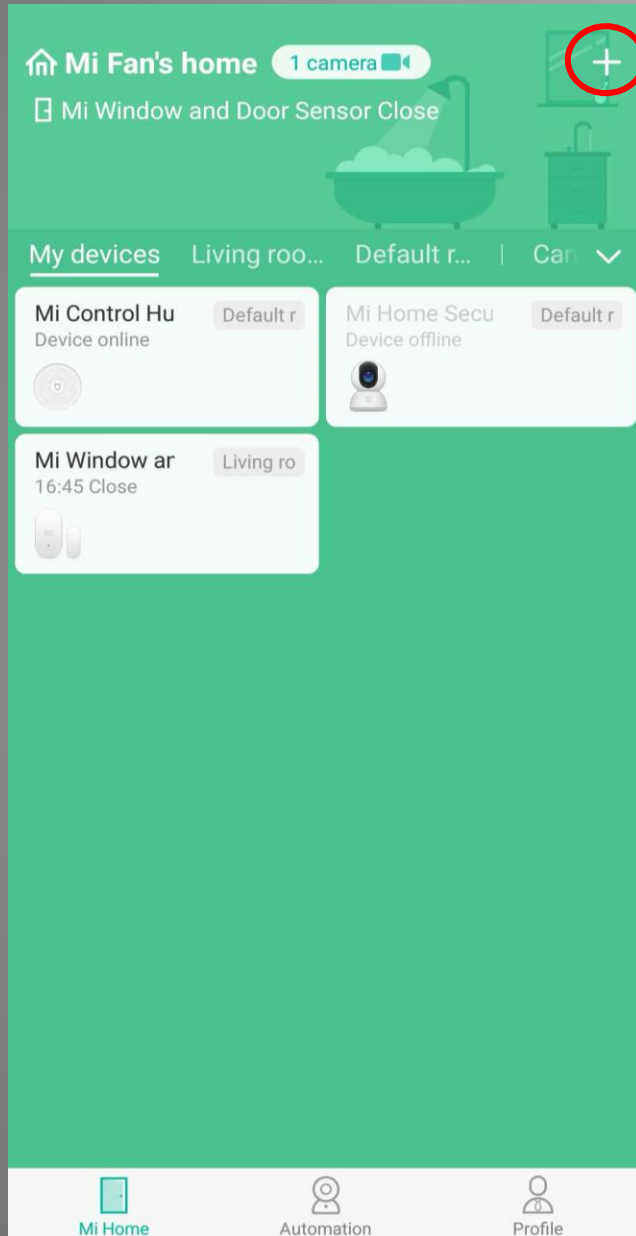 Mi Fan's home 1 camera
Mi Window and Door Sensor Close
My devices Living roo... Default r... | Can
Mi Control Hu Default r
Device online
Mi Home Secu Default r
Device offline
Mi Window ar Living ro
16:45 Close
Mi Home Automation Profile